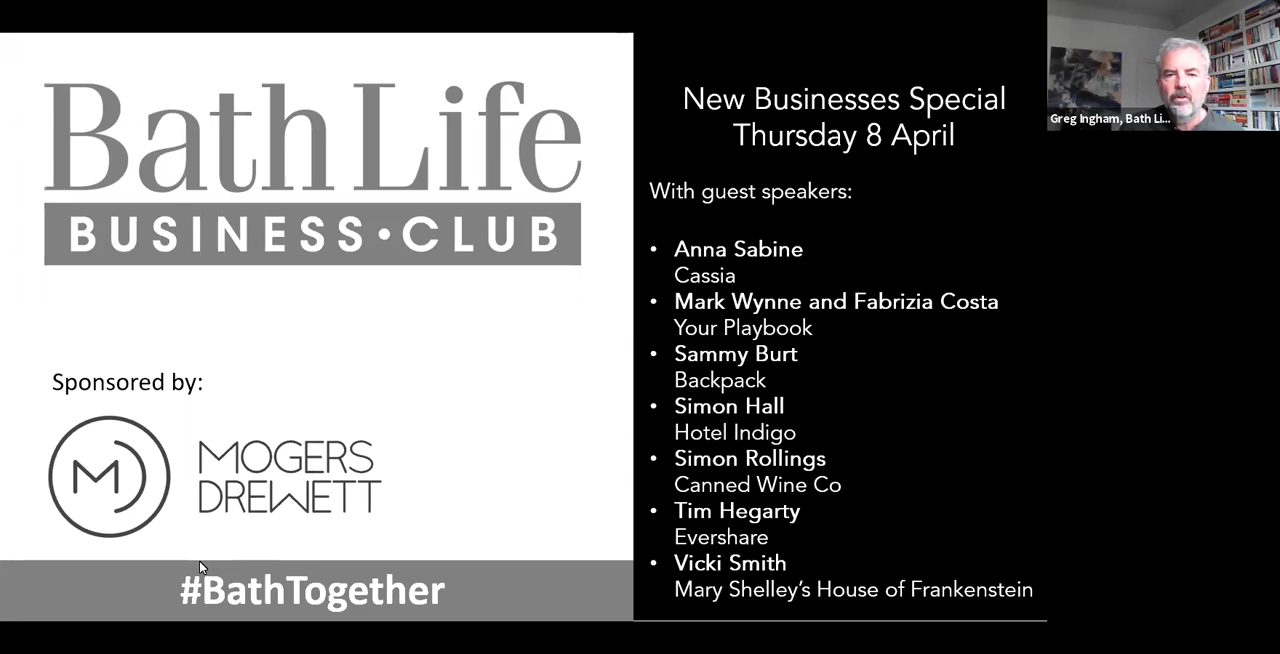 Bath Life
BUSINESS•CLUB
Sponsored by:
M
MOGERS
DREWETT
#BathTogether
New Businesses Special
Thursday 8 April
With guest speakers:
• Anna Sabine
Cassia
• Mark Wynne and Fabrizia Costa
Your Playbook
• Sammy Burt
Backpack
• Simon Hall
Hotel Indigo
• Simon Rollings
Canned Wine Co
• Tim Hegarty
Evershare
• Vicki Smith
Mary Shelley’s House of Frankenstein
Greg Ingham, Bath Li...